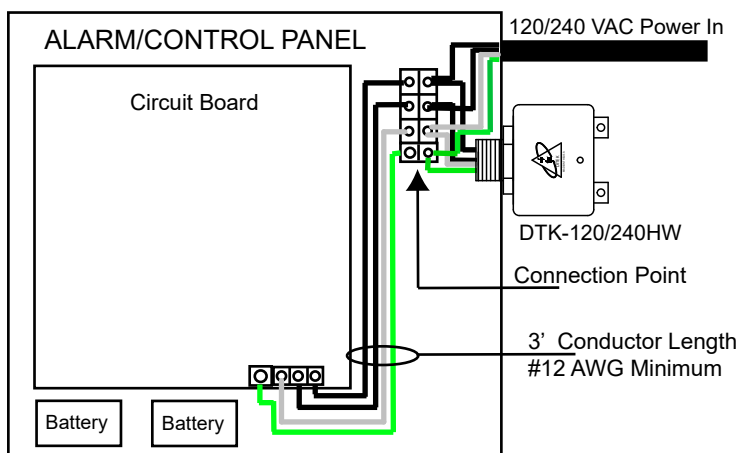 120/240 VAC Power In
ALARM/CONTROL PANEL
Circuit Board
DTK-120/240HW
Connection Point
3' Conductor Length
#12 AWG Minimum
Battery
Battery